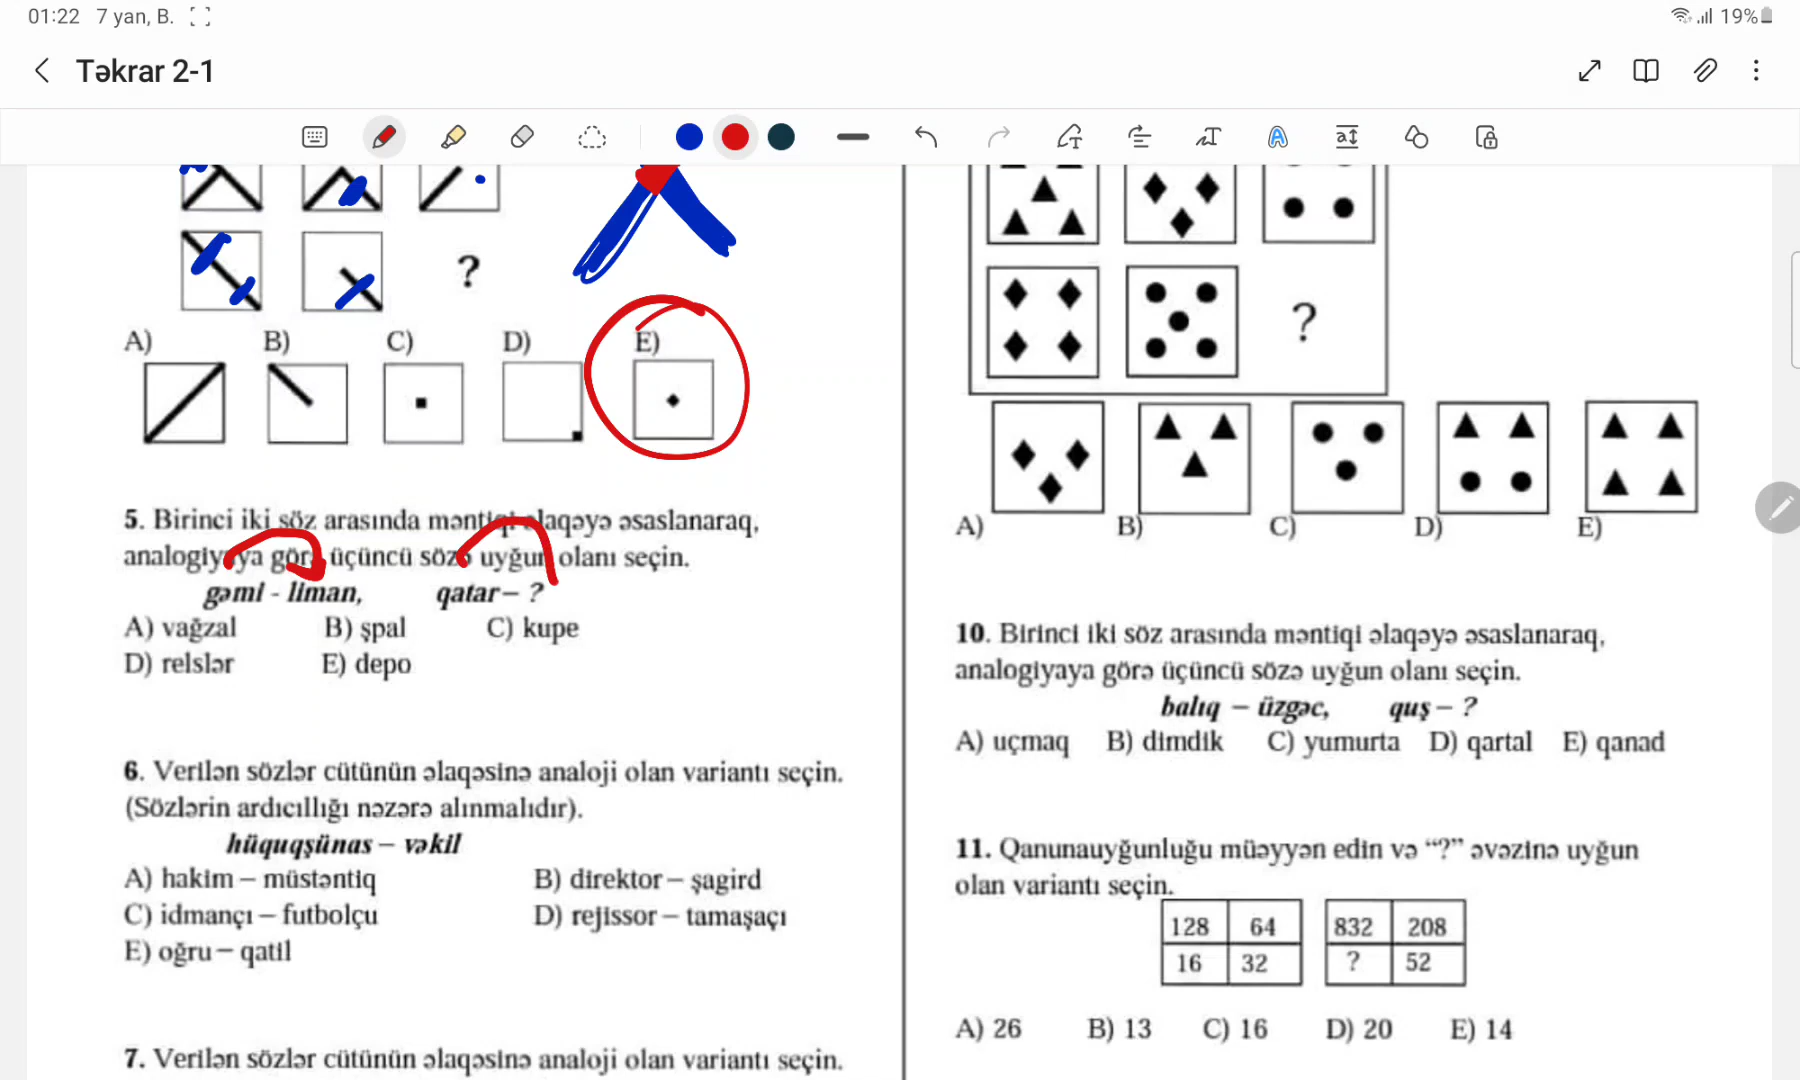 01:22 7 yan, B.
19%
Təkrar 2-1
?
A) B) C) D) E)
5. Birinci iki söz arasında məntiqi əlaqəyə əsaslanaraq,
analogiyaya görə üçüncü sözə uyğun olanı seçin.
gəmi - liman, qatar – ?
A) vağzal B) şpal C) kupe
D) relslər E) depo
6. Verilən sözlər cütünün əlaqəsinə analoji olan variantı seçin.
(Sözlərin ardıcıllığı nəzərə alınmalıdır).
hüquqşünas – vəkil
A) hakim – müstəntiq B) direktor – şagird
C) idmançı – futbolçu D) rejissor – tamaşaçı
E) oğru – qatil
7. Verilən sözlər cütünün əlaqəsinə analoji olan variantı seçin.
?
A) B) C) D) E)
10. Birinci iki söz arasında məntiqi əlaqəyə əsaslanaraq,
analogiyaya görə üçüncü sözə uyğun olanı seçin.
balıq – üzgəc, quş – ?
A) uçmaq B) dimdik C) yumurta D) qartal E) qanad
11. Qanunauyğunluğu müəyyən edin və “?” əvəzinə uyğun
olan variantı seçin.
128 64 832 208
16 32 ? 52
A) 26 B) 13 C) 16 D) 20 E) 14